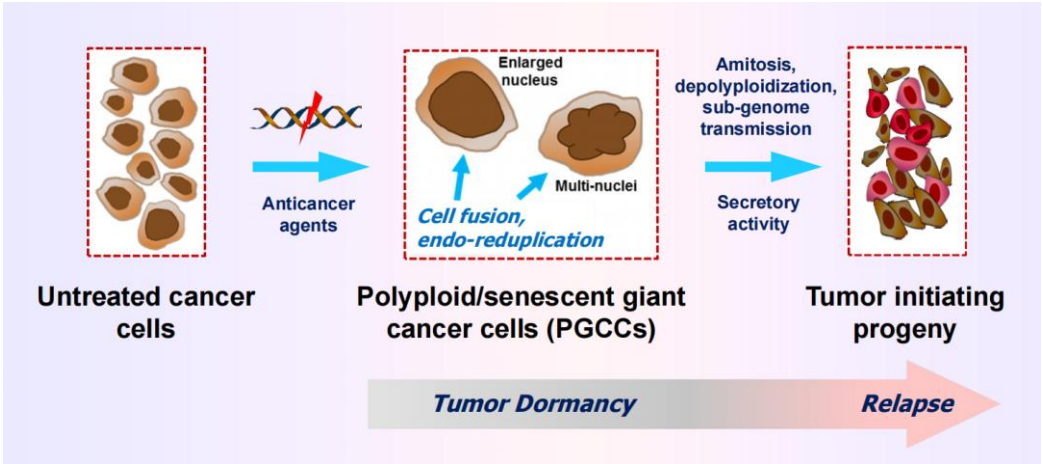 Untreated cancer
cells
Anticancer
agents
Enlarged
nucleus
Multi-nuclei
Cell fusion,
endo-reduplication
Polyploid/senescent giant
cancer cells (PGCCs)
Amitosis,
depolyploidization,
sub-genome
transmission
Secretory
activity
Tumor initiating
progeny
Tumor Dormancy
Relapse